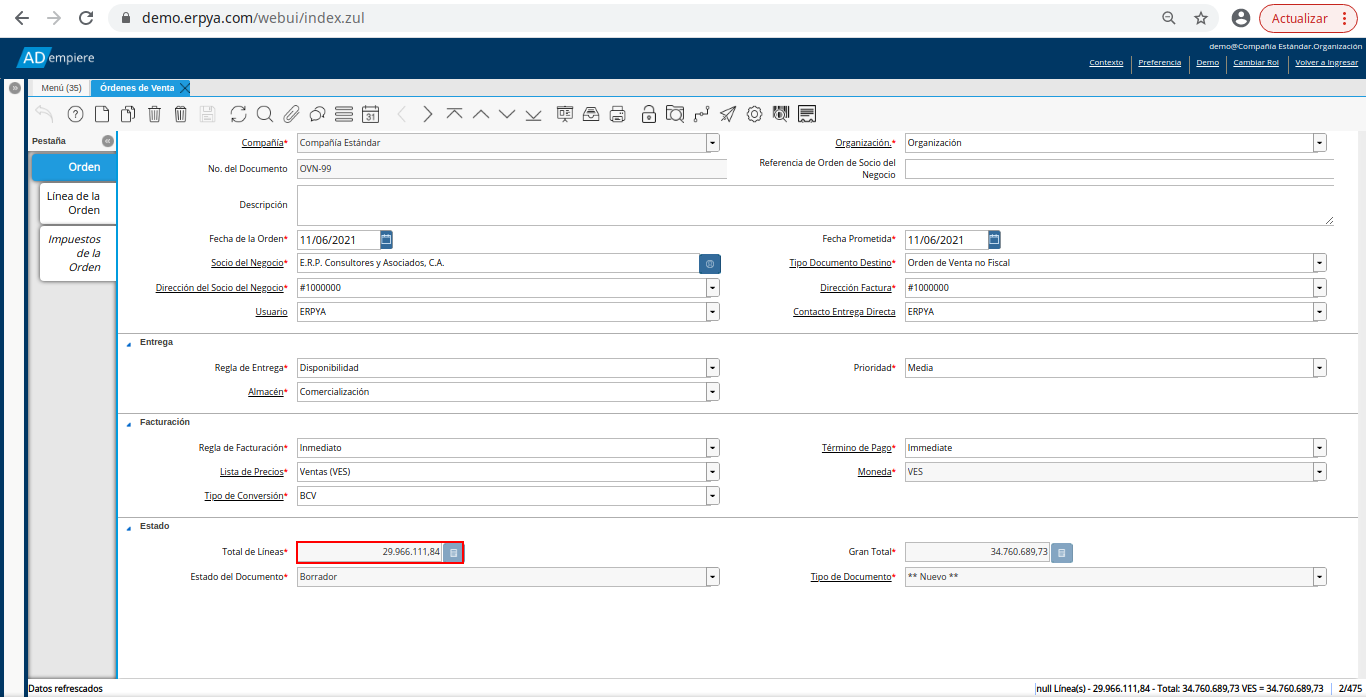 demo.erpya.com/webui/index.zul
Actualizar
ADempiere
demo@Compañía Estándar.Organización
Contexto Preferencia Demo Cambiar Rol Volver a Ingresar
Menú (35) Órdenes de Venta
31
Pestaña
Orden
Línea de la
Orden
Impuestos
de la
Orden
Compañía* Compañía Estándar Organización.* Organización
No. del Documento OVN-99 Referencia de Orden de Socio del
Negocio
Descripción
Fecha de la Orden* 11/06/2021 Fecha Prometida* 11/06/2021
Socio del Negocio* E.R.P. Consultores y Asociados, C.A. Tipo Documento Destino* Orden de Venta no Fiscal
Dirección del Socio del Negocio* #1000000 Dirección Factura* #1000000
Usuario ERPYA Contacto Entrega Directa ERPYA
Entrega
Regla de Entrega* Disponibilidad Prioridad* Media
Almacén* Comercialización
Facturación
Regla de Facturación* Inmediato Término de Pago* Immediate
Lista de Precios* Ventas (VES) Moneda* VES
Tipo de Conversión* BCV
Estado
Total de Líneas* 29.966.111,84 Gran Total* 34.760.689,73
Estado del Documento* Borrador Tipo de Documento* ** Nuevo **
Datos refrescados null Línea(s) - 29.966.111,84 - Total: 34.760.689,73 VES = 34.760.689,73 2/475